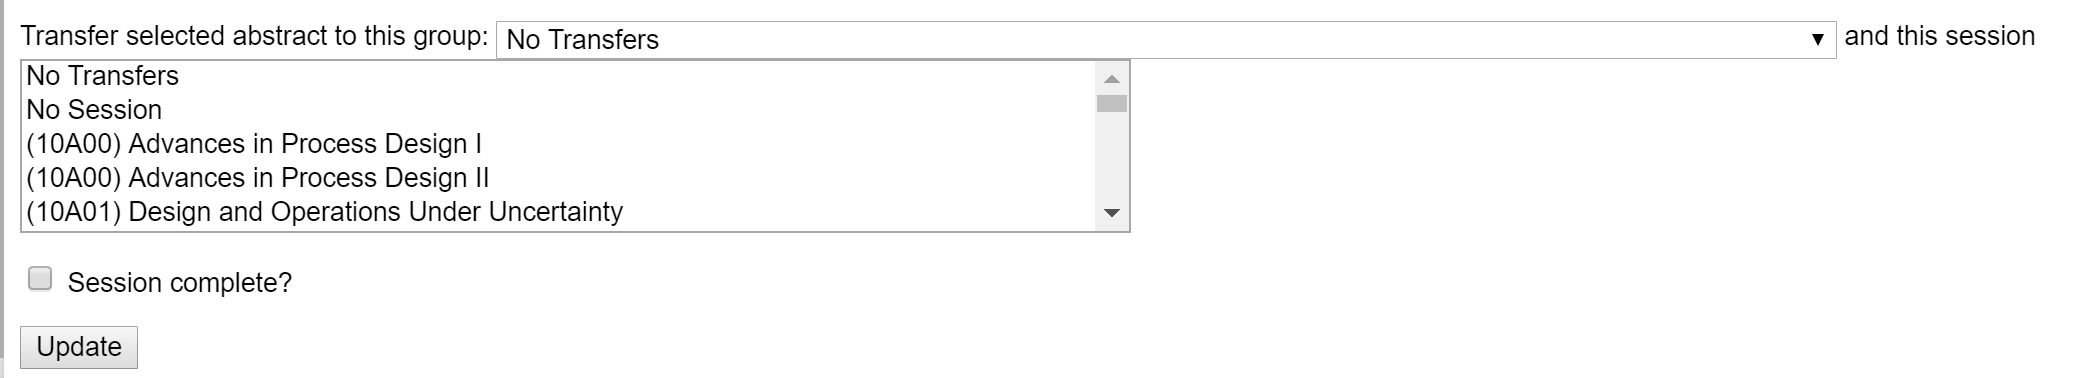 Transfer selected abstract to this group: No Transfers and this session
No Transfers
No Session
(10A00) Advances in Process Design I
(10A00) Advances in Process Design II
(10A01) Design and Operations Under Uncertainty
Session complete?
Update